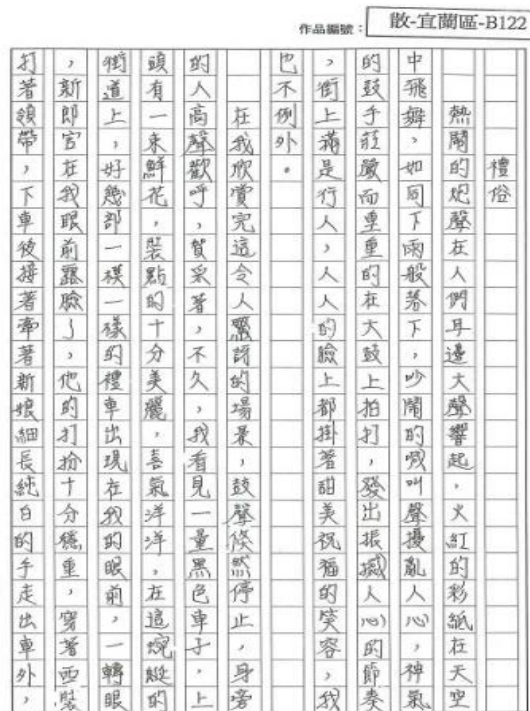 作品編號：散-宜蘭區-B122
禮俗
熱鬧的炮聲在人們耳邊大聲響起，火紅的彩紙在天空
中飛舞，如同下雨般落下，吵鬧的喊叫聲擾亂人心，神氣
的鼓手莊嚴而重重的在大鼓上拍打，發出振撼人心的節奏
，街上滿是行人，人人的臉上都掛著甜美祝福的笑容，我
也不例外。
在我欣賞完這令人驚訝的場景，鼓聲倏然停止，身旁
的人高聲歡呼，賀采著，不久，我看見一量黑色車子，上
頭有一束鮮花，裝點的十分美麗，喜氣洋洋，在這蜿蜒的
街道上，好幾部一模一樣的禮車出現在我的眼前，一轉眼
，新郎官，在我眼前露臉了，他的打扮十分穩重，穿著西裝
打著領帶，下車後接著牽著新娘細長純白的手走出車外，